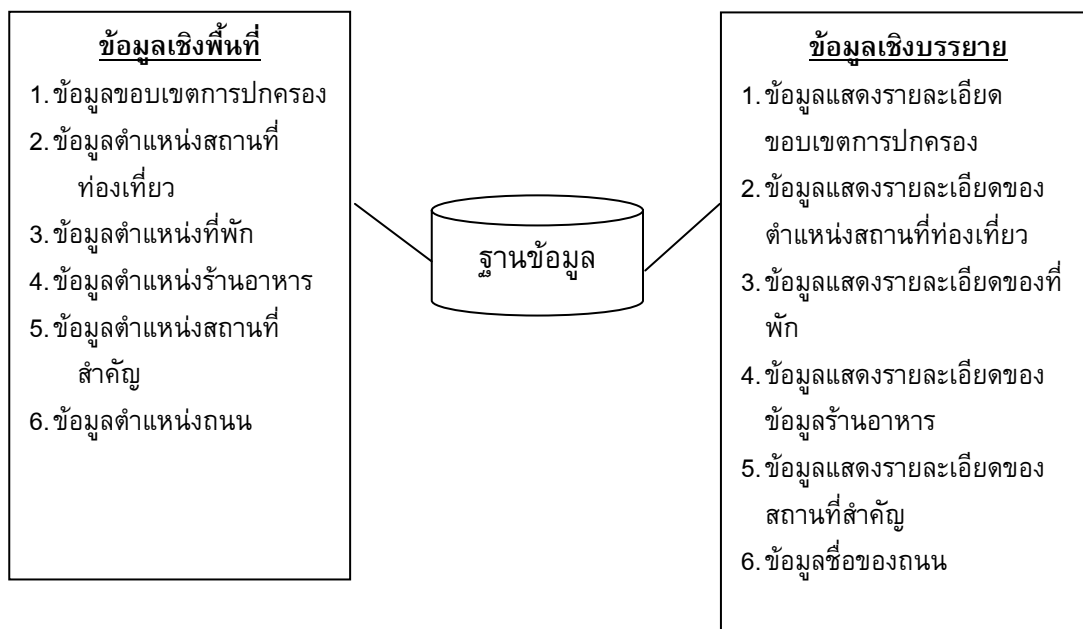 ข้อมูลเชิงพื้นที่
1. ข้อมูลขอบเขตการปกครอง
2. ข้อมูลตำแหน่งสถานที่
ท่องเที่ยว
3. ข้อมูลตำแหน่งที่พัก
4. ข้อมูลตำแหน่งร้านอาหาร
5. ข้อมูลตำแหน่งสถานที่
สำคัญ
6. ข้อมูลตำแหน่งถนน
ฐานข้อมูล
ข้อมูลเชิงบรรยาย
1. ข้อมูลแสดงรายละเอียด
ขอบเขตการปกครอง
2. ข้อมูลแสดงรายละเอียดของ
ตำแหน่งสถานที่ท่องเที่ยว
3. ข้อมูลแสดงรายละเอียดของที่
พัก
4. ข้อมูลแสดงรายละเอียดของ
ข้อมูลร้านอาหาร
5. ข้อมูลแสดงรายละเอียดของ
สถานที่สำคัญ
6. ข้อมูลชื่อของถนน